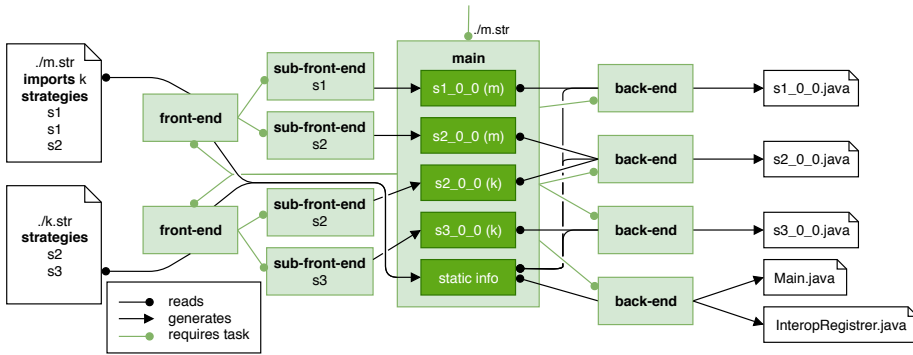 ./m.str
./m.str
imports k
strategies
s1
s1
s2
./k.str
strategies
s2
s3
reads
generates
requires task
front-end
front-end
sub-front-end
s1
sub-front-end
s2
sub-front-end
s2
sub-front-end
s3
main
s1_0_0 (m)
s2_0_0 (m)
s2_0_0 (k)
s3_0_0 (k)
static info
back-end
back-end
back-end
back-end
s1_0_0.java
s2_0_0.java
s3_0_0.java
Main.java
InteropRegistrer.java